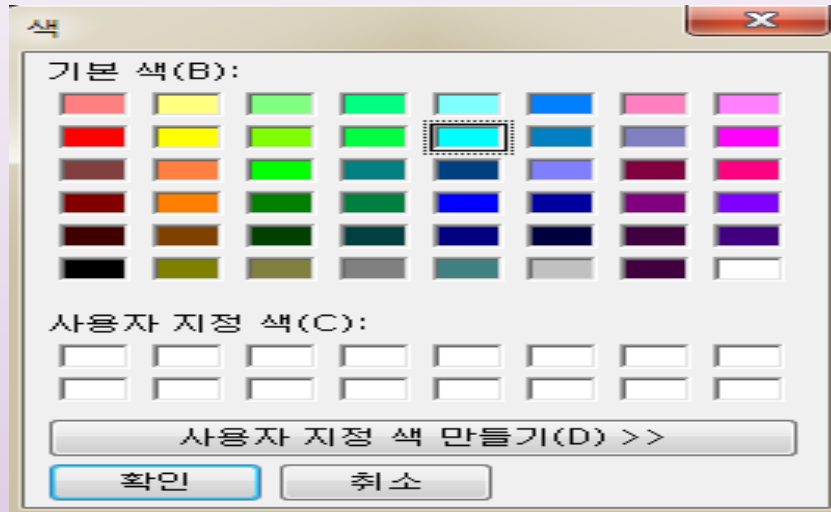 색
기본 색(B):
사용자 지정 색(C):
사용자 지정 색 만들기(D) >>
확인
취소